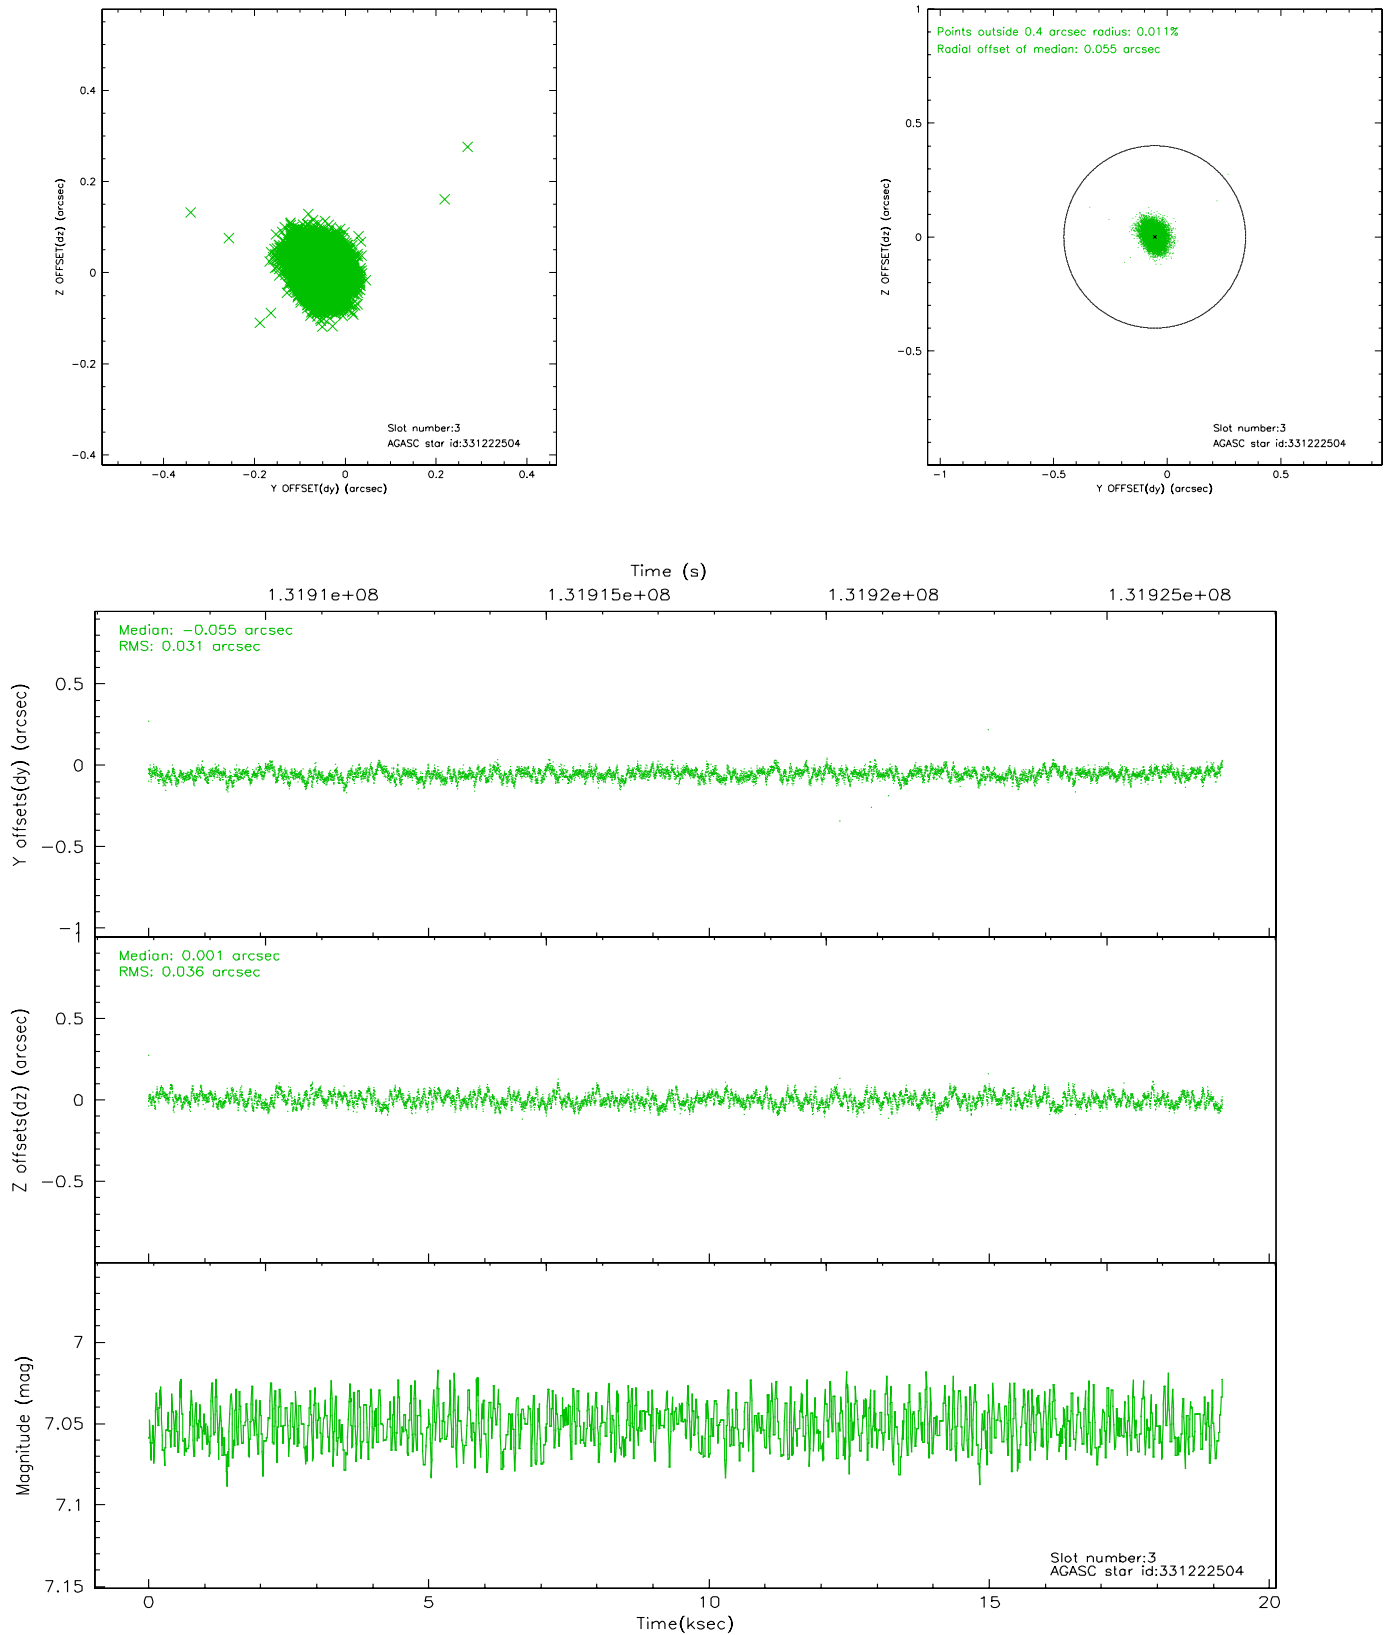 0.4
0.2
0
−0.2
−0.4
Z OFFSET(dz) (arcsec)
Slot number:3
AGASC star id:331222504
−0.4 −0.2 0 0.2 0.4
Y OFFSET(dy) (arcsec)
1
0.5
0
−0.5
Z OFFSET(dz) (arcsec)
Points outside 0.4 arcsec radius: 0.011%
Radial offset of median: 0.055 arcsec
Slot number:3
AGASC star id:331222504
−1 −0.5 0 0.5
Y OFFSET(dy) (arcsec)
Time (s)
1.3191e+08 1.31915e+08 1.3192e+08 1.31925e+08
Median: −0.055 arcsec
RMS: 0.031 arcsec
0.5
0
−0.5
−1
Y offsets(dy) (arcsec)
1
Median: 0.001 arcsec
RMS: 0.036 arcsec
0.5
0
−0.5
Z offsets(dz) (arcsec)
7
7.05
7.1
7.15
Magnitude (mag)
Slot number:3
AGASC star id:331222504
0 5 10 15 20
Time(ksec)